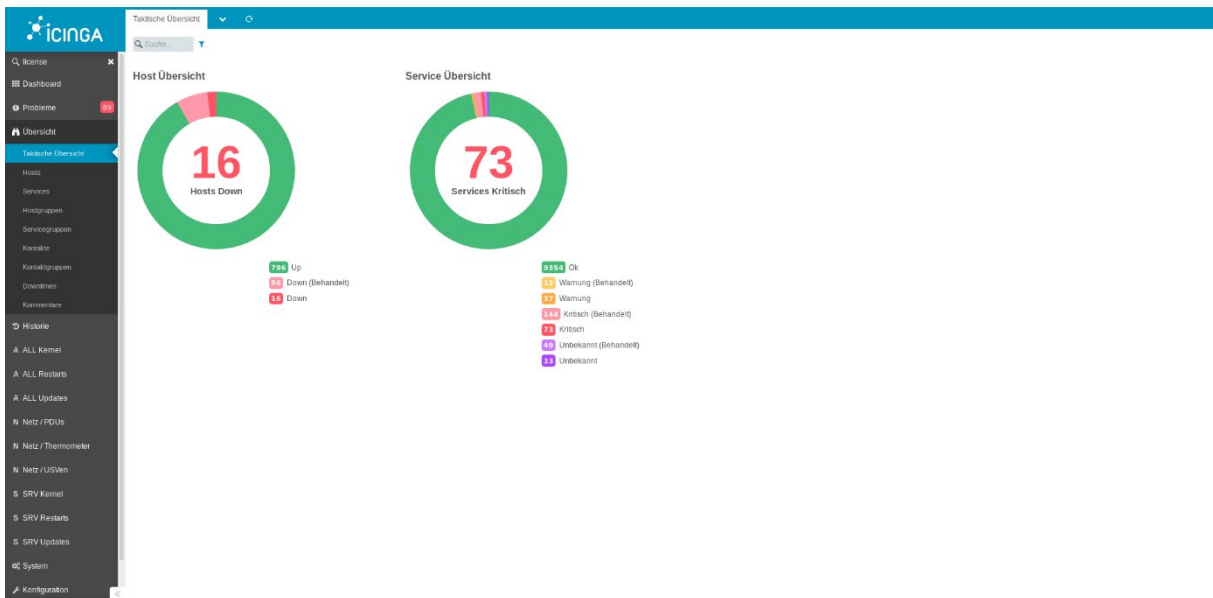 icinga
Taktische Übersicht
Suche...
license
Dashboard
Probleme 89
Übersicht
Taktische Übersicht
Hosts
Services
Hostgruppen
Servicegruppen
Kontakte
Kontaktgruppen
Downtimes
Kommentare
Historie
A ALL Kernel
A ALL Restarts
A ALL Updates
N Netz / PDUs
N Netz / Thermometer
N Netz / USVen
S SRV Kernel
S SRV Restarts
S SRV Updates
System
Konfiguration
Host Übersicht
16
Hosts Down
796 Up
56 Down (Behandelt)
16 Down
Service Übersicht
73
Services Kritisch
9354 Ok
12 Warnung (Behandelt)
37 Warnung
144 Kritisch (Behandelt)
73 Kritisch
49 Unbekannt (Behandelt)
33 Unbekannt